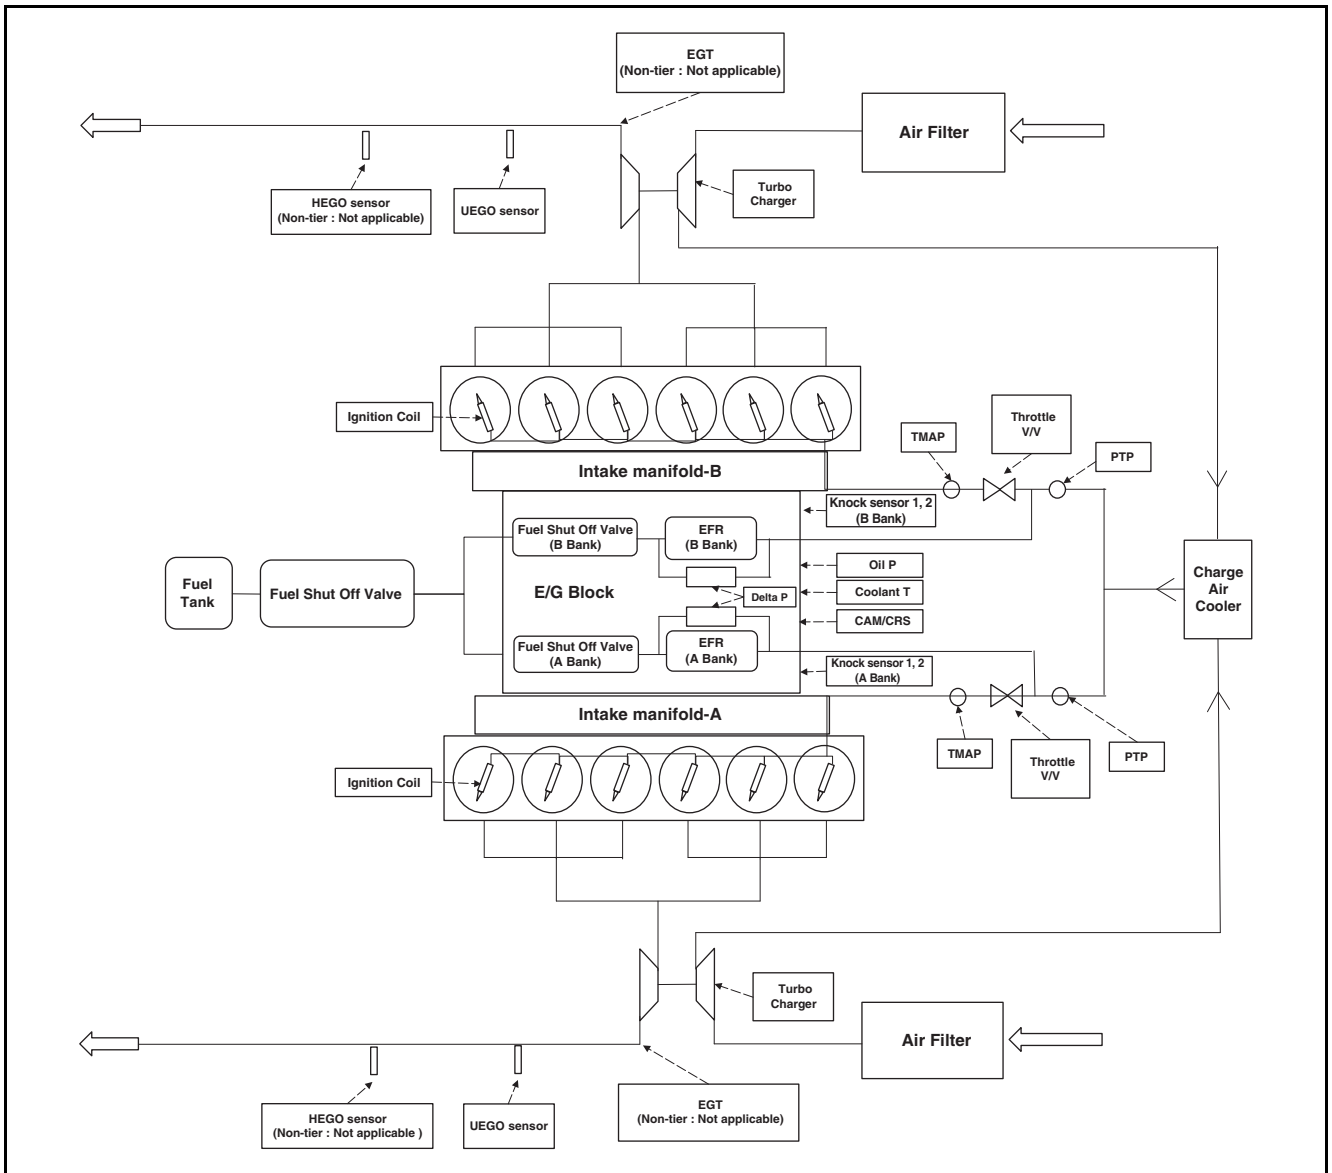 EGT
(Non-tier : Not applicable)
Air Filter
HEGO sensor
(Non-tier : Not applicable)
UEGO sensor
Turbo
Charger
Ignition Coil
TMAP
Throttle
V/V
PTP
Intake manifold-B
Knock sensor 1, 2
(B Bank)
Fuel Shut Off Valve
(B Bank)
EFR
(B Bank)
Oil P
Fuel
Tank
Fuel Shut Off Valve
E/G Block
Delta P
Coolant T
Charge
Air
Cooler
CAM/CRS
Fuel Shut Off Valve
(A Bank)
EFR
(A Bank)
Knock sensor 1, 2
(A Bank)
Intake manifold-A
TMAP
Throttle
V/V
PTP
Ignition Coil
Turbo
Charger
Air Filter
HEGO sensor
(Non-tier : Not applicable )
UEGO sensor
EGT
(Non-tier : Not applicable)